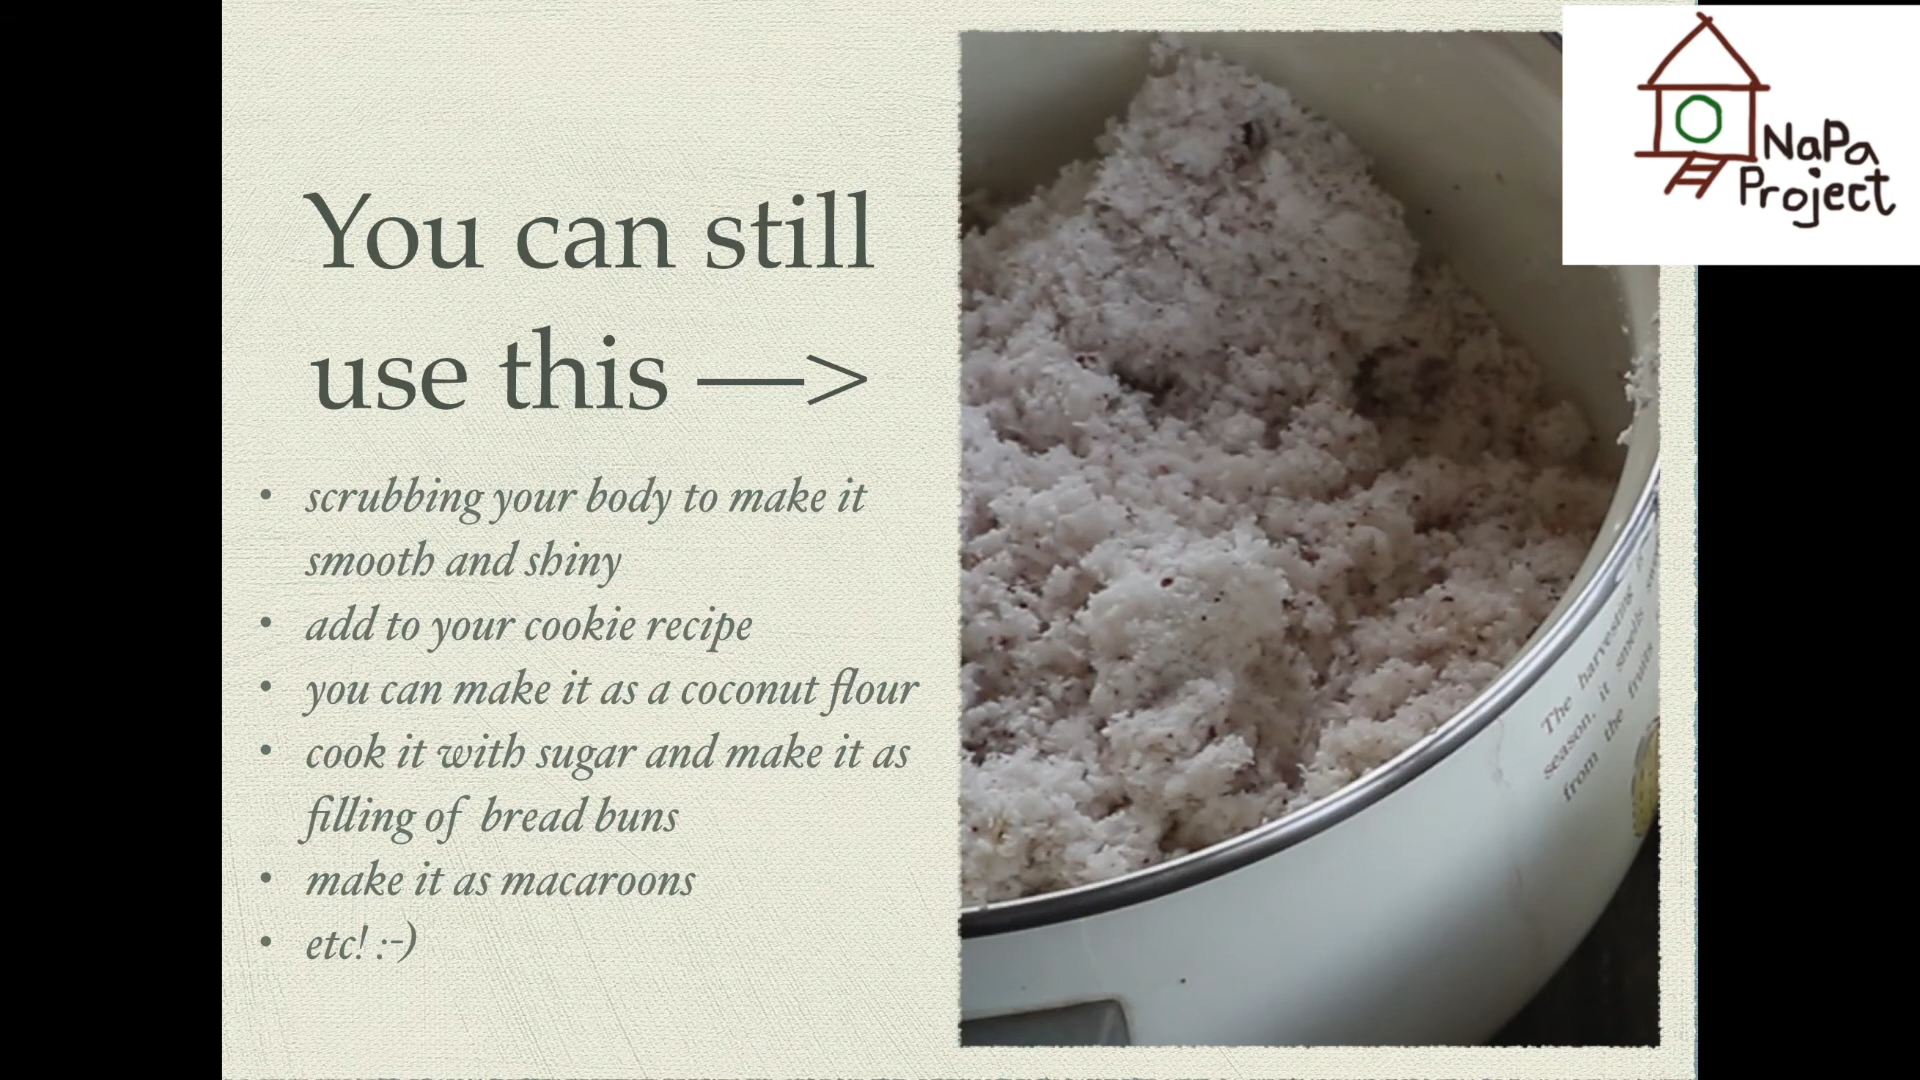 You can still
use this —>
• scrubbing your body to make it
smooth and shiny
• add to your cookie recipe
• you can make it as a coconut flour
• cook it with sugar and make it as
filling of bread buns
• make it as macaroons
• etc! :-)
NaPa
Project
The harvesting
season, it smells
from the fruits